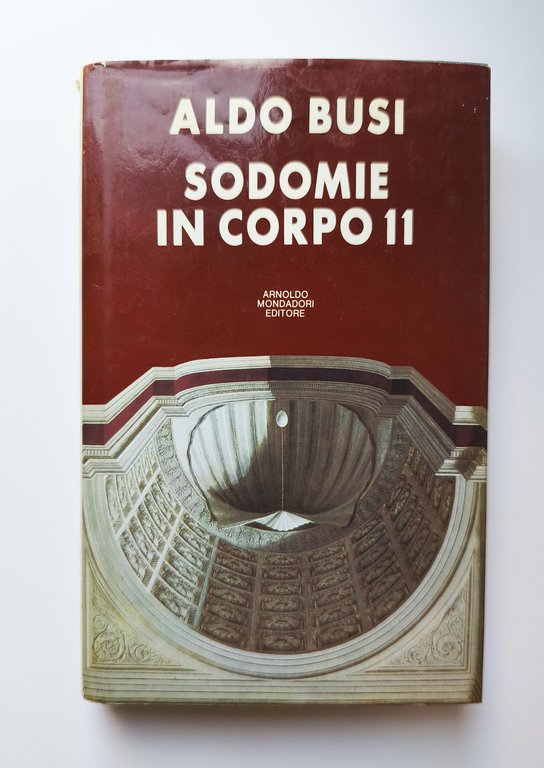 ALDO BUSI
SODOMIE
IN CORPO 11
ARNOLDO
MONDADORI
EDITORE